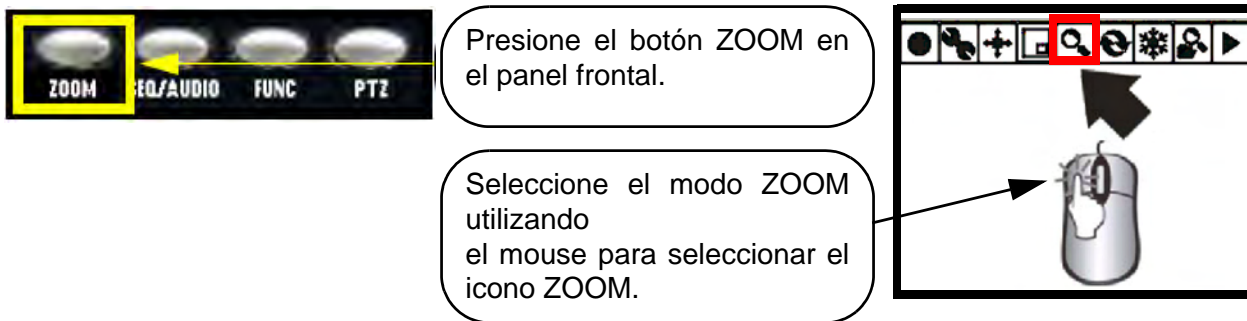 ZOOM EQ/AUDIO FUNC PTZ
Presione el botón ZOOM en
el panel frontal.
Seleccione el modo ZOOM
utilizando
el mouse para seleccionar el
icono ZOOM.